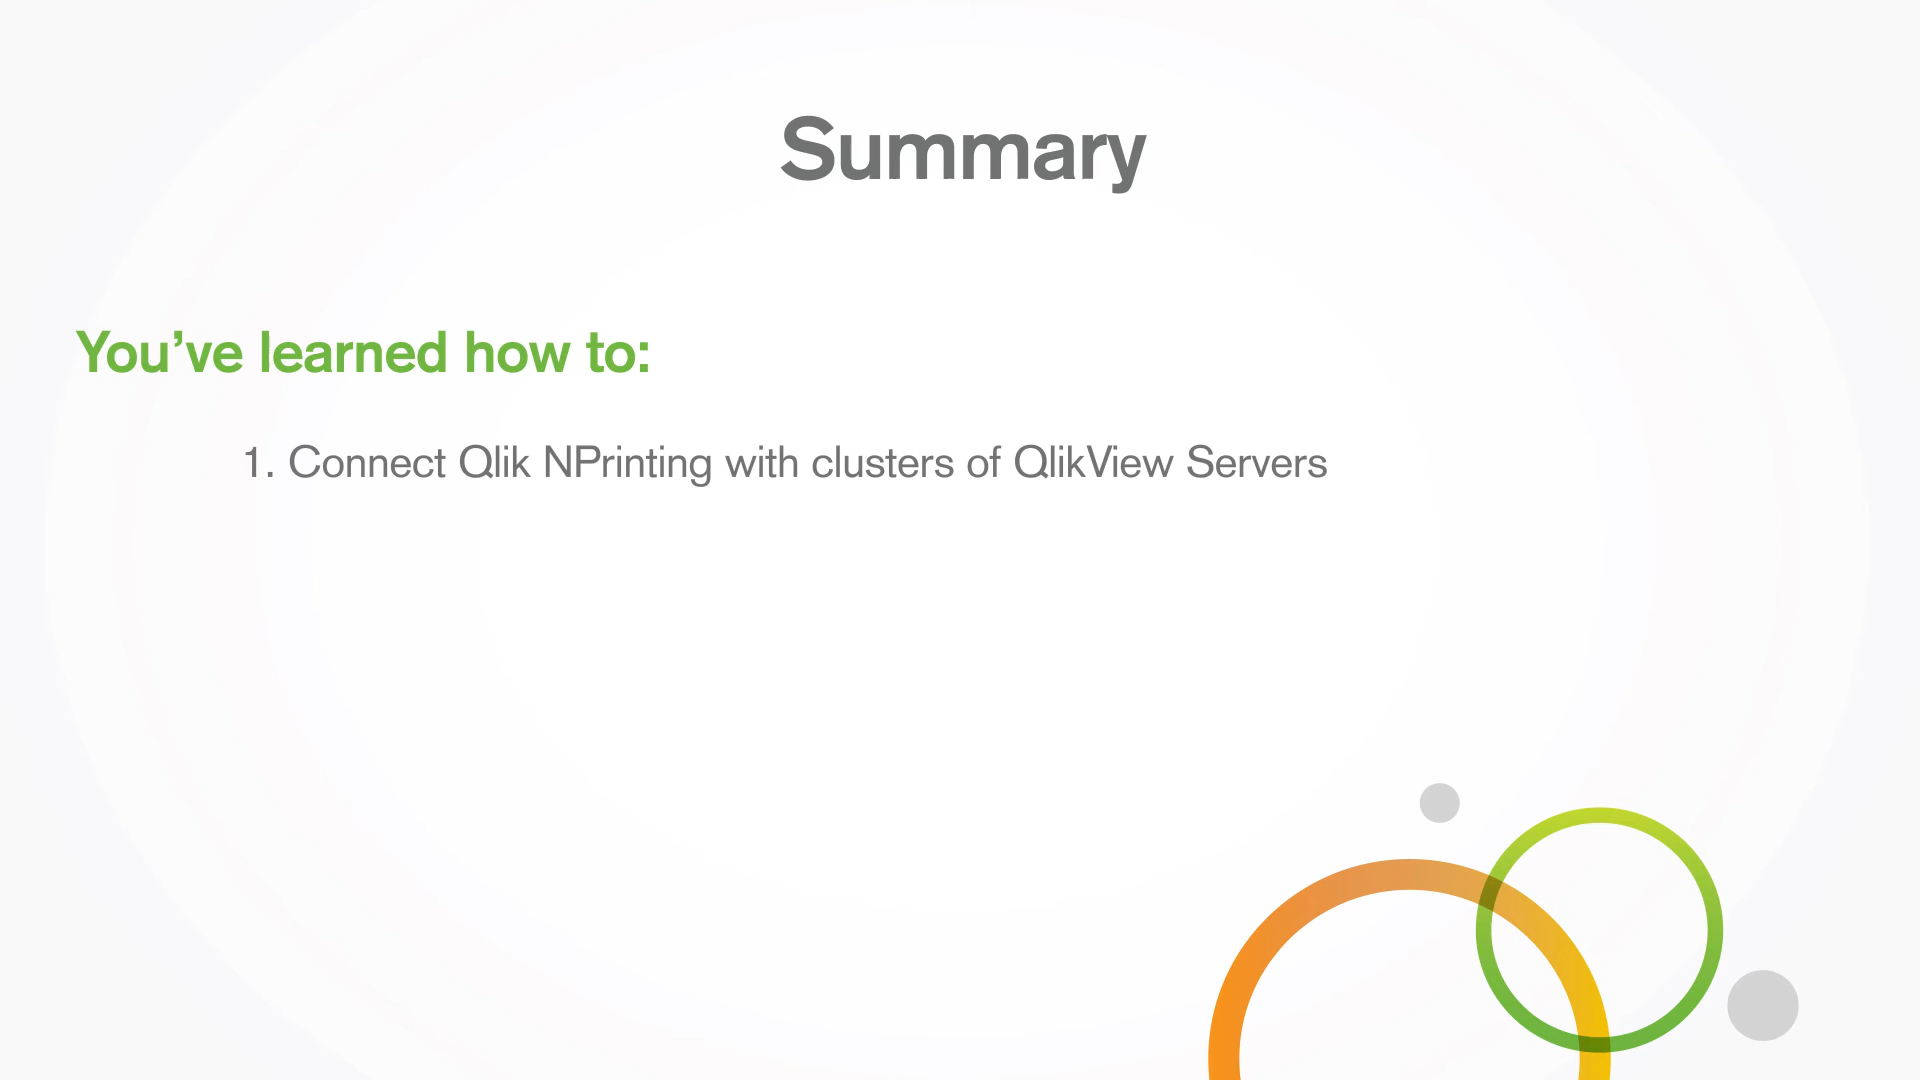 Summary
You’ve learned how to:
1. Connect Qlik NPrinting with clusters of QlikView Servers